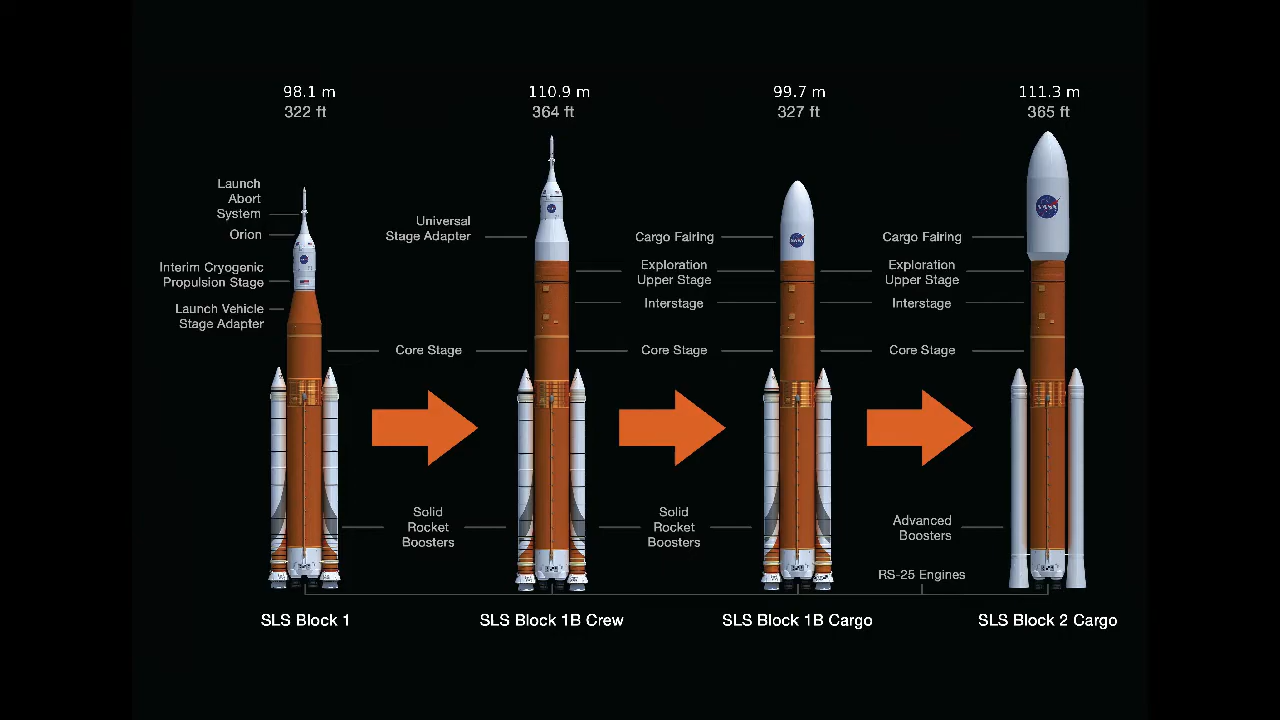 98.1 m
322 ft
110.9 m
364 ft
99.7 m
327 ft
111.3 m
365 ft
Launch
Abort
System
Orion
Interim Cryogenic
Propulsion Stage
Launch Vehicle
Stage Adapter
Universal
Stage Adapter
Cargo Fairing
Exploration
Upper Stage
Interstage
Cargo Fairing
Exploration
Upper Stage
Interstage
Core Stage
Core Stage
Core Stage
Solid
Rocket
Boosters
Solid
Rocket
Boosters
Advanced
Boosters
RS-25 Engines
NASA
NASA
SLS Block 1
SLS Block 1B Crew
SLS Block 1B Cargo
SLS Block 2 Cargo